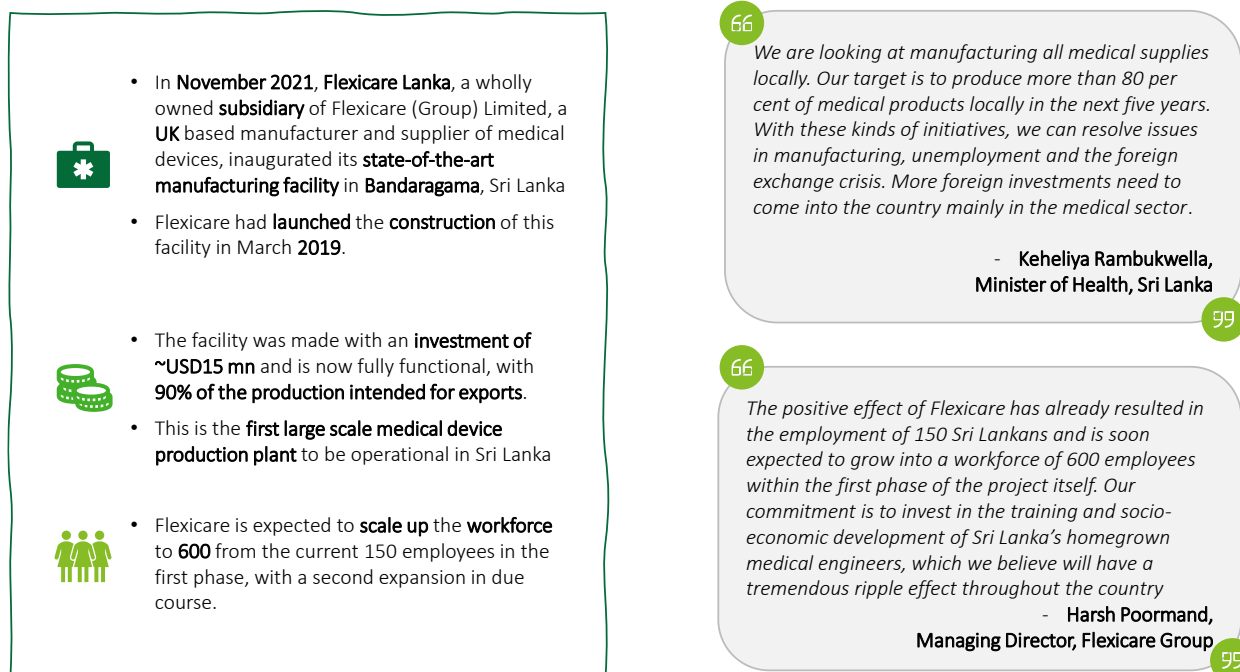 • In November 2021, Flexicare Lanka, a wholly
owned subsidiary of Flexicare (Group) Limited, a
UK based manufacturer and supplier of medical
devices, inaugurated its state-of-the-art
manufacturing facility in Bandaragama, Sri Lanka
• Flexicare had launched the construction of this
facility in March 2019.
• The facility was made with an investment of
~USD15 mn and is now fully functional, with
90% of the production intended for exports.
• This is the first large scale medical device
production plant to be operational in Sri Lanka
• Flexicare is expected to scale up the workforce
to 600 from the current 150 employees in the
first phase, with a second expansion in due
course.
We are looking at manufacturing all medical supplies
locally. Our target is to produce more than 80 per
cent of medical products locally in the next five years.
With these kinds of initiatives, we can resolve issues
in manufacturing, unemployment and the foreign
exchange crisis. More foreign investments need to
come into the country mainly in the medical sector.
- Keheliya Rambukwella,
Minister of Health, Sri Lanka
The positive effect of Flexicare has already resulted in
the employment of 150 Sri Lankans and is soon
expected to grow into a workforce of 600 employees
within the first phase of the project itself. Our
commitment is to invest in the training and socio-
economic development of Sri Lanka’s homegrown
medical engineers, which we believe will have a
tremendous ripple effect throughout the country
- Harsh Poormand,
Managing Director, Flexicare Group